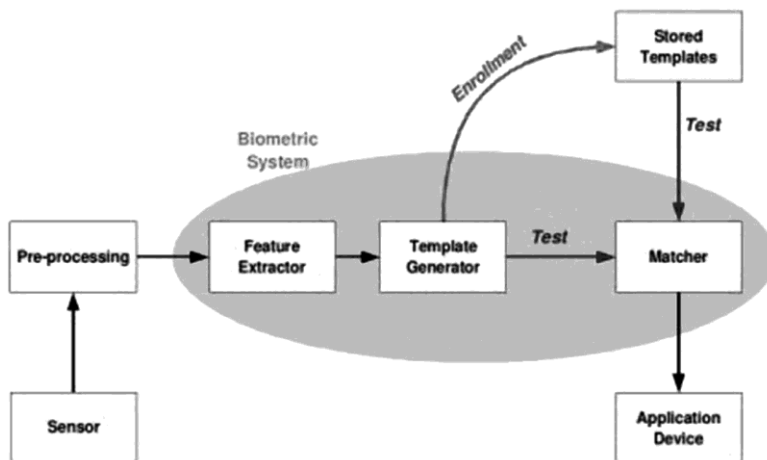 Stored
Templates
Enrollment
Test
Biometric
System
Pre-processing
Feature
Extractor
Template
Generator
Test
Matcher
Sensor
Application
Device